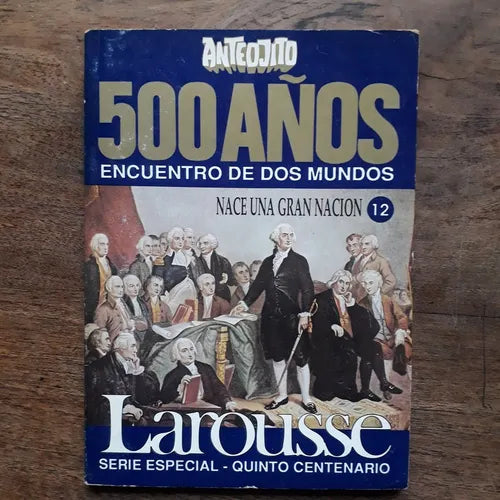 ANTEOJITO
500 AÑOS
ENCUENTRO DE DOS MUNDOS
NACE UNA GRAN NACION 12
Larousse
SERIE ESPECIAL - QUINTO CENTENARIO